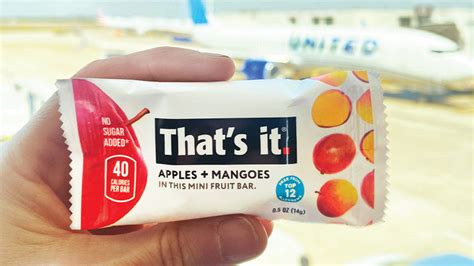 UNITED
NO
SUGAR
ADDED*
That's it.
40
CALORIES
PER BAR
APPLES + MANGOES
IN THIS MINI FRUIT BAR.
FREE FROM
TOP
12
0.5 OZ (14g)